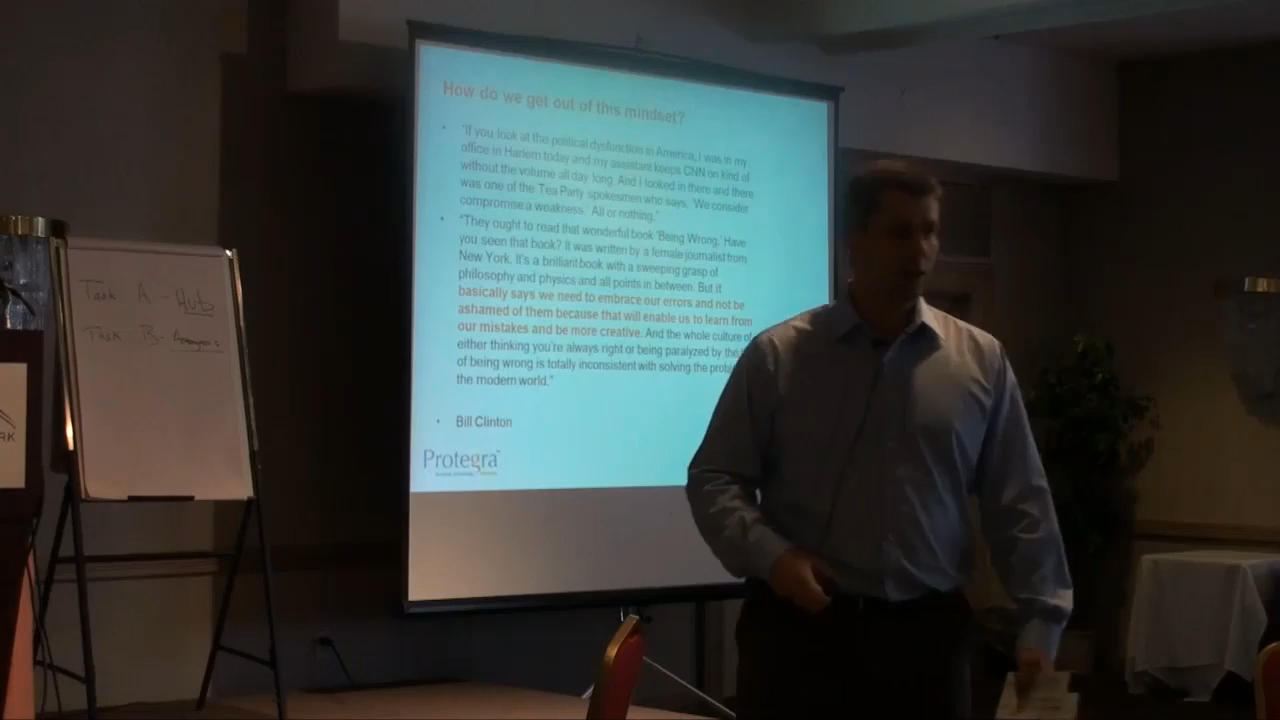 How do we get out of this mindset?
• "If you look at the political dysfunction in America, I was in my
office in Harlem today and my assistant keeps CNN on kind of
without the volume all day long. And I looked in there and there
was one of the Tea Party spokesmen who says, 'We consider
compromise a weakness.' All or nothing."
• "They ought to read that wonderful book 'Being Wrong.' Have
you seen that book? It was written by a female journalist from
New York. It's a brilliant book with a sweeping grasp of
philosophy and physics and all points in between. But it
basically says we need to embrace our errors and not be
ashamed of them because that will enable us to learn from
our mistakes and be more creative. And the whole culture of
either thinking you're always right or being paralyzed by the
of being wrong is totally inconsistent with solving the
the modern world."
• Bill Clinton
Protegra
Task A - Hub
Task B -
RK